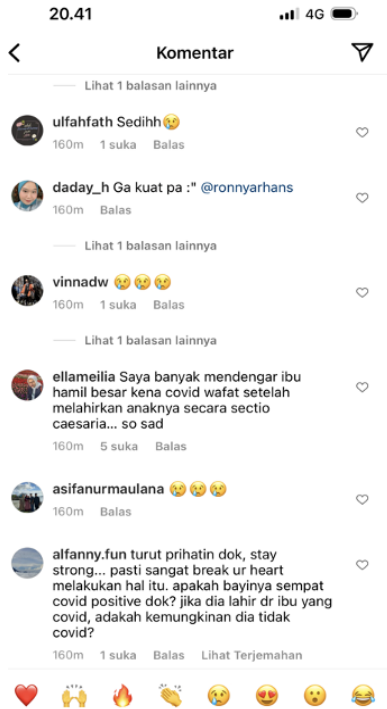 20.41
4G
Komentar
Lihat 1 balasan lainnya
ulfahfath Sedihh😢
160m 1 suka Balas
daday_h Ga kuat pa :" @ronnyarhans
160m Balas
Lihat 1 balasan lainnya
vinnadw 😢😢😢
160m 1 suka Balas
Lihat 1 balasan lainnya
ellameilia Saya banyak mendengar ibu
hamil besar kena covid wafat setelah
melahirkan anaknya secara sectio
caesaria... so sad
160m 5 suka Balas
asifanurmaulana 😢😢😢
160m Balas
alfanny.fun turut prihatin dok, stay
strong... pasti sangat break ur heart
melakukan hal itu. apakah bayinya sempat
covid positive dok? jika dia lahir dr ibu yang
covid, adakah kemungkinan dia tidak
covid?
160m 1 suka Balas Lihat Terjemahan
❤️ 🙌 🔥 👏 😢 😍 😮 😂